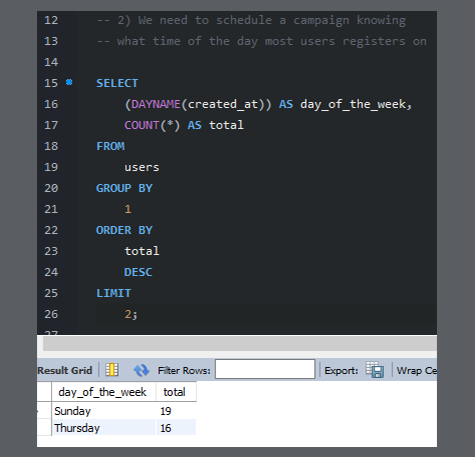 12 -- 2) We need to schedule a campaign knowing
13 -- what time of the day most users registers on
14
15 SELECT
16 (DAYNAME(created_at)) AS day_of_the_week,
17 COUNT(*) AS total
18 FROM
19 users
20 GROUP BY
21 1
22 ORDER BY
23 total
24 DESC
25 LIMIT
26 2;
27
Result Grid Filter Rows: Export: Wrap Ce
day_of_the_week total
Sunday 19
Thursday 16